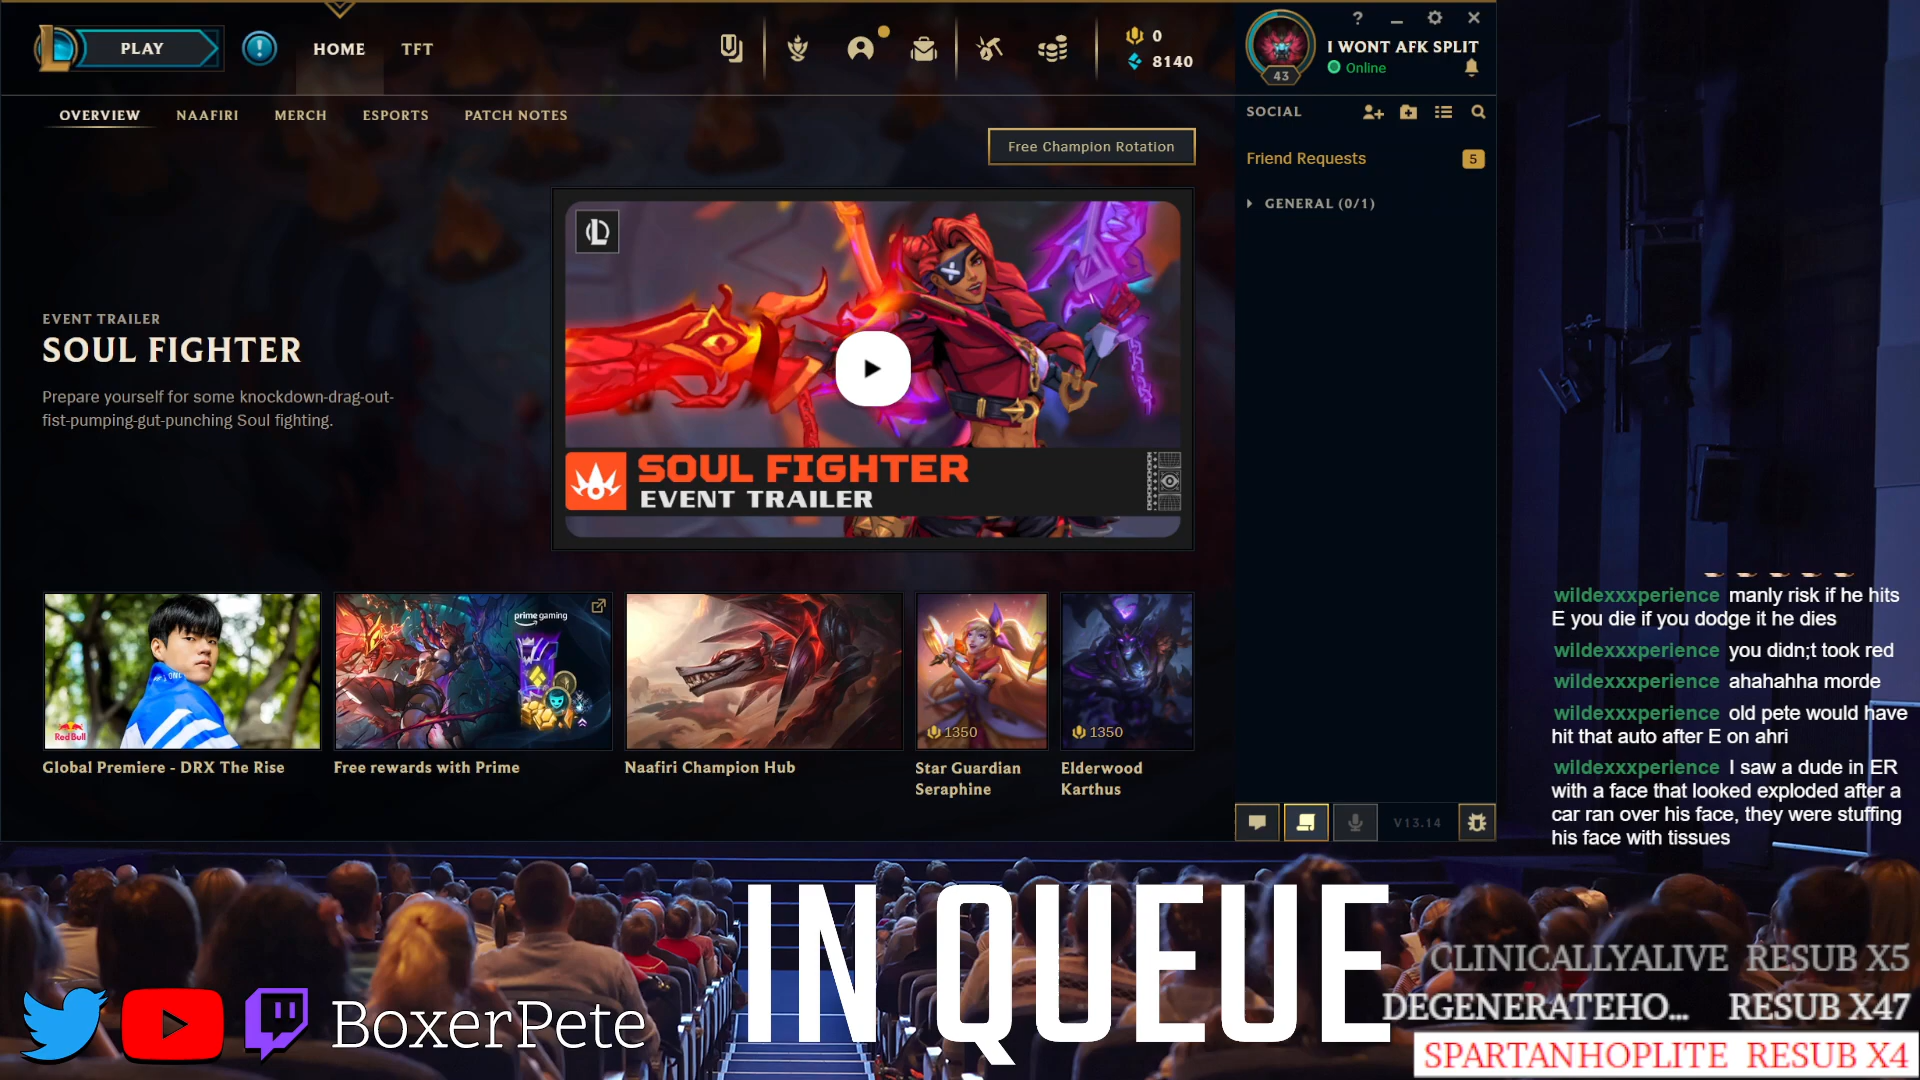 PLAY
HOME
TFT
0
8140
43
I WONT AFK SPLIT
Online
OVERVIEW
NAAFIRI
MERCH
ESPORTS
PATCH NOTES
SOCIAL
Free Champion Rotation
Friend Requests
5
GENERAL (0/1)
EVENT TRAILER
SOUL FIGHTER
Prepare yourself for some knockdown-drag-out-
fist-pumping-gut-punching Soul fighting.
SOUL FIGHTER
EVENT TRAILER
Red Bull
Global Premiere - DRX The Rise
prime gaming
Free rewards with Prime
Naafiri Champion Hub
1350
Star Guardian
Seraphine
1350
Elderwood
Karthus
V13.14
wildexxxperience manly risk if he hits
E you die if you dodge it he dies
wildexxxperience you didn;t took red
wildexxxperience ahahahha morde
wildexxxperience old pete would have
hit that auto after E on ahri
wildexxxperience I saw a dude in ER
with a face that looked exploded after a
car ran over his face, they were stuffing
his face with tissues
IN QUEUE
BoxerPete
CLINICALLYALIVE RESUB X5
DEGENERATEHO... RESUB X47
SPARTANHOPLITE RESUB X4